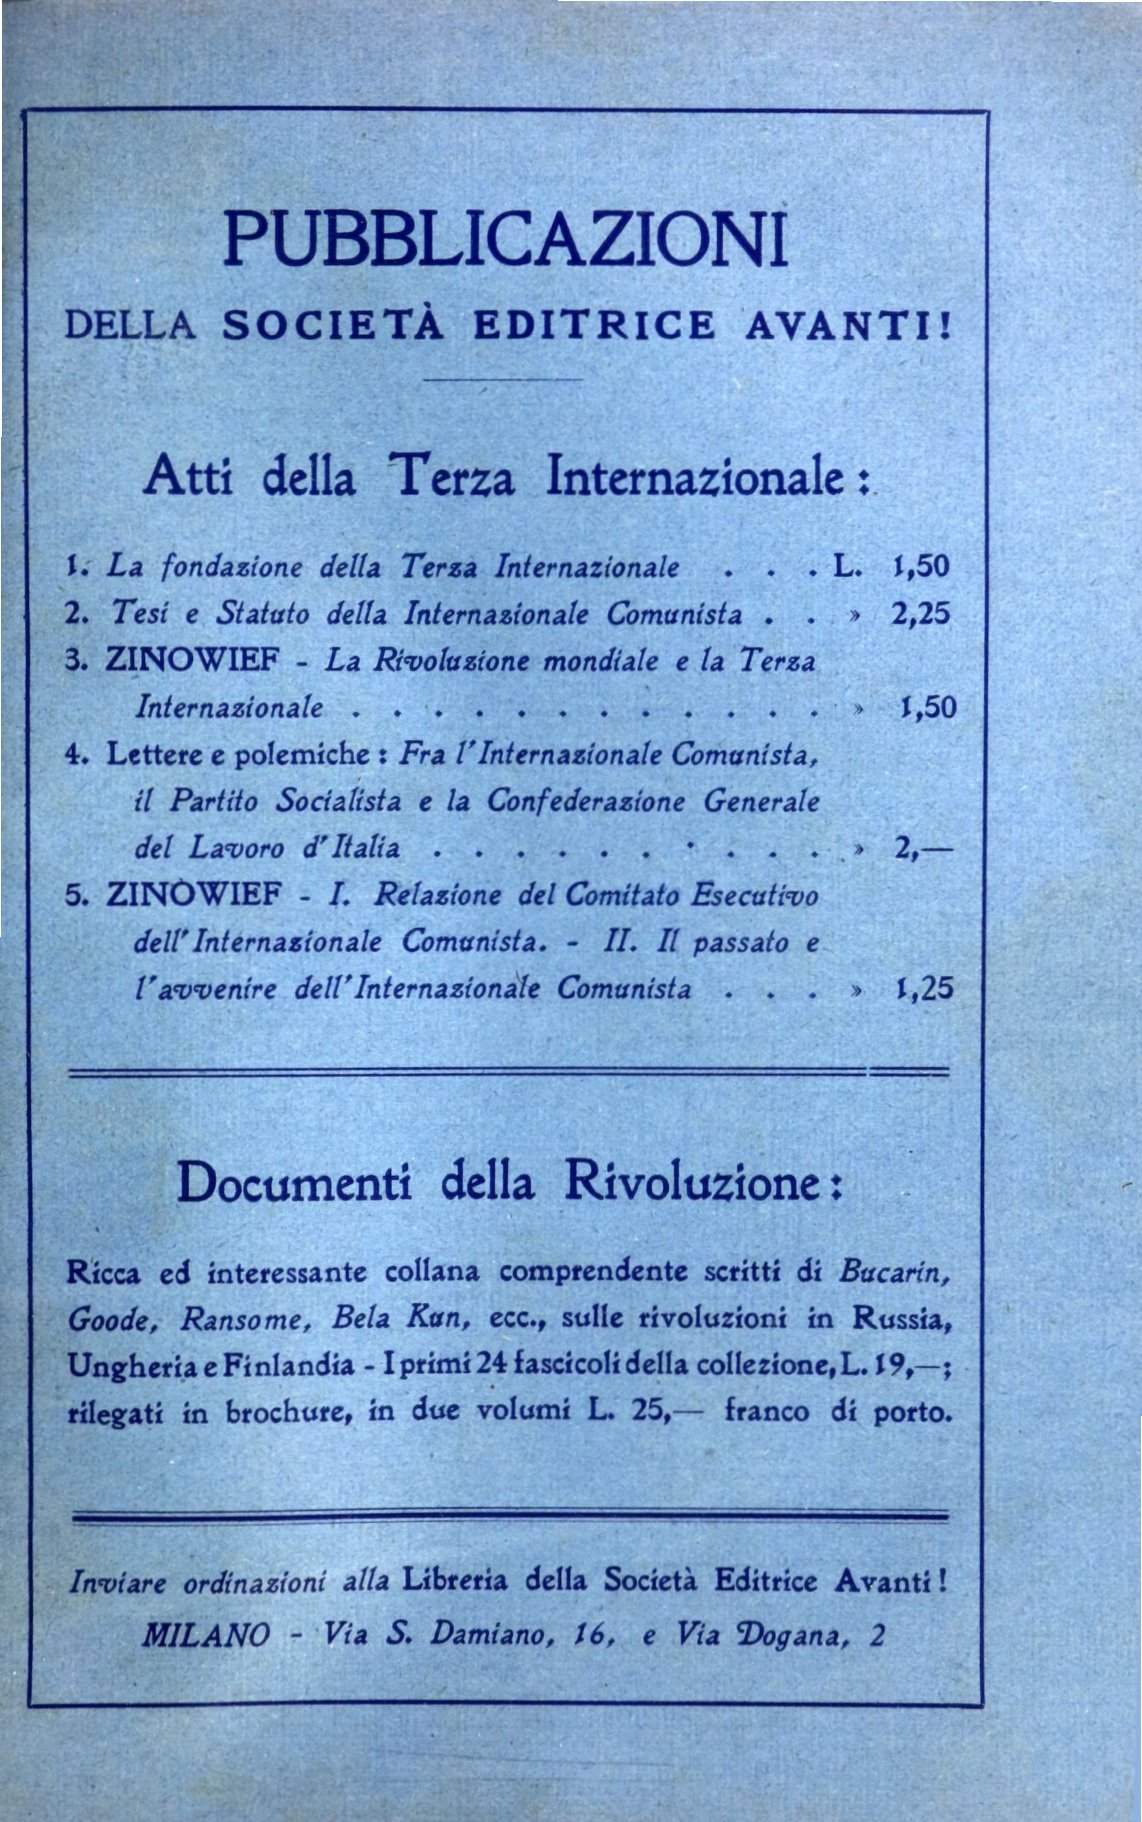 PUBBLICAZIONI
DELLA SOCIETÀ EDITRICE AVANTI!
Atti della Terza Internazionale :
1. La fondazione della Terza Internazionale . . . L. 1,50
2. Tesi e Statuto della Internazionale Comunista . . » 2,25
3. ZINOWIEF - La Rivoluzione mondiale e la Terza
Internazionale . . . . . . . . . . . . » 1,50
4. Lettere e polemiche : Fra l'Internazionale Comunista,
il Partito Socialista e la Confederazione Generale
del Lavoro d'Italia . . . . . . . . . . » 2,—
5. ZINOWIEF - I. Relazione del Comitato Esecutivo
dell'Internazionale Comunista. - II. Il passato e
l'avvenire dell'Internazionale Comunista . . . » 1,25
Documenti della Rivoluzione :
Ricca ed interessante collana comprendente scritti di Bucarin,
Goode, Ransome, Bela Kun, ecc., sulle rivoluzioni in Russia,
Ungheria e Finlandia - I primi 24 fascicoli della collezione, L. 19,—;
rilegati in brochure, in due volumi L. 25,— franco di porto.
Inviare ordinazioni alla Libreria della Società Editrice Avanti!
MILANO - Via S. Damiano, 16, e Via Dogana, 2